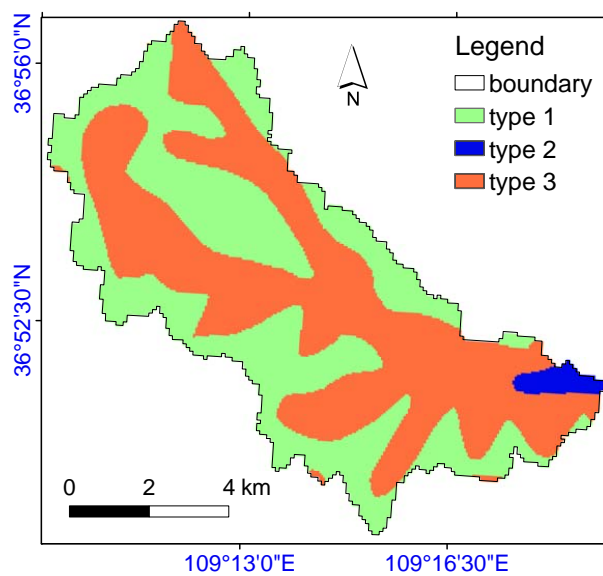 36°56'0"N
Legend
boundary
type 1
type 2
type 3
N
36°52'30"N
0 2 4 km
109°13'0"E 109°16'30"E